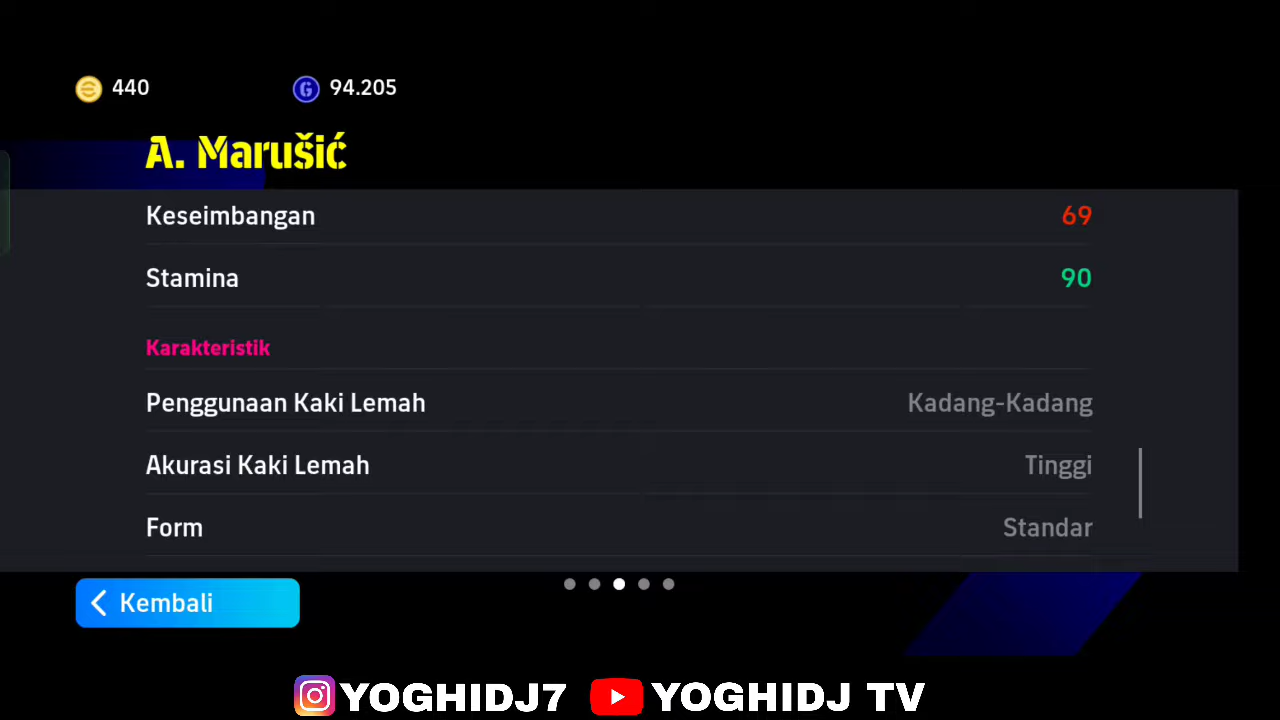 440 94.205
A. Marušić
Keseimbangan 69
Stamina 90
Karakteristik
Penggunaan Kaki Lemah Kadang-Kadang
Akurasi Kaki Lemah Tinggi
Form Standar
Kembali
YOGHIDJ7 YOGHIDJ TV